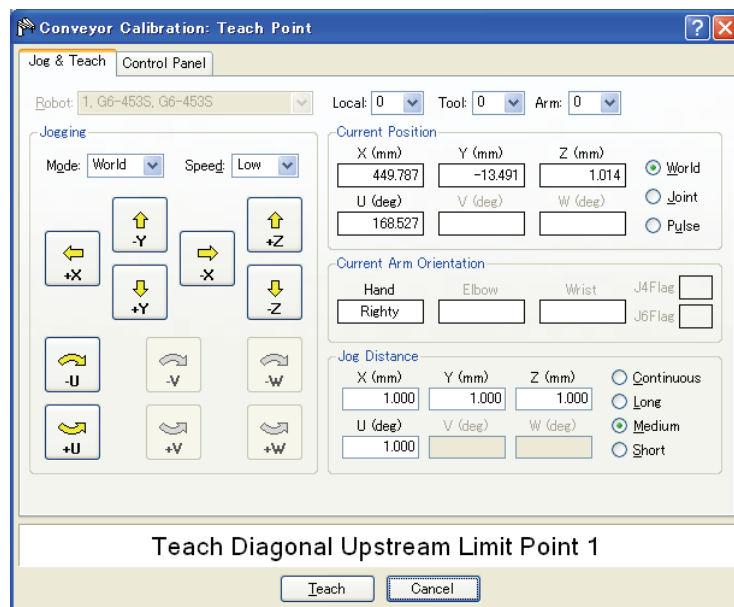 Conveyor Calibration: Teach Point
Jog & Teach Control Panel
Robot: 1, G6-453S, G6-453S Local: 0 Tool: 0 Arm: 0
Jogging
Mode: World Speed: Low
-Y
+Z
+X
-X
+Y
-Z
-U -V -W
+U +V +W
Current Position
X (mm) Y (mm) Z (mm)
449.787 -13.491 1.014
U (deg) V (deg) W (deg)
168.527
World
Joint
Pulse
Current Arm Orientation
Hand Elbow Wrist J4Flag
Righty J6Flag
Jog Distance
X (mm) Y (mm) Z (mm)
1.000 1.000 1.000
U (deg) V (deg) W (deg)
1.000
Continuous
Long
Medium
Short
Teach Diagonal Upstream Limit Point 1
Teach Cancel